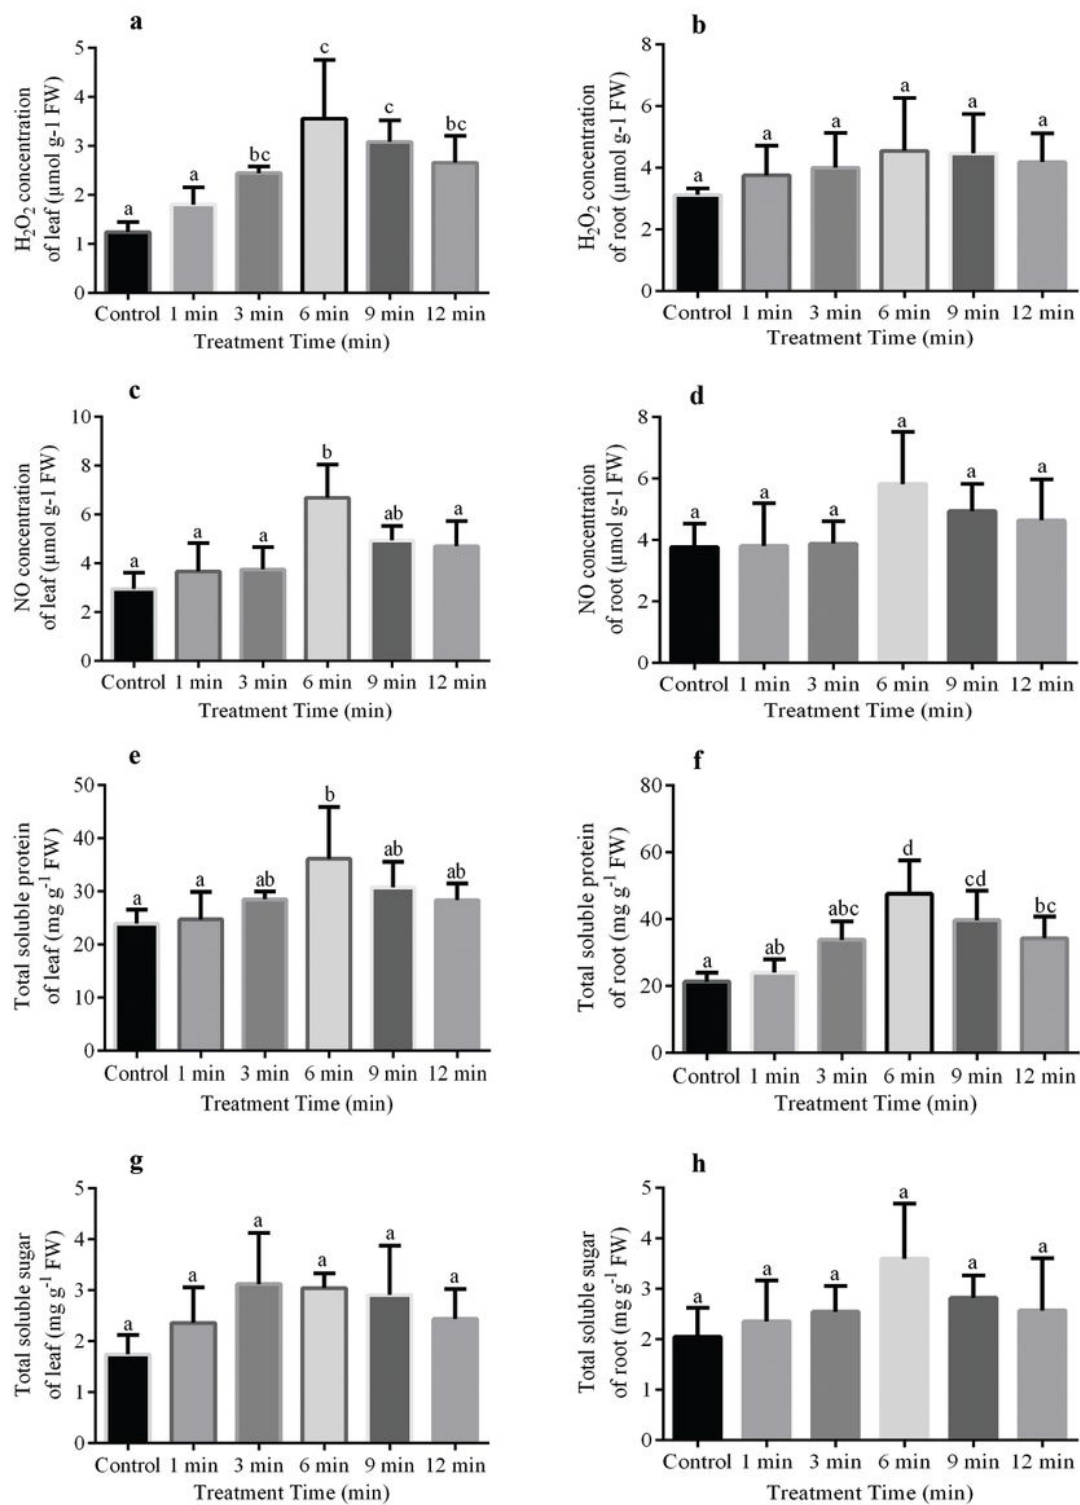 a
H₂O₂ concentration
of leaf (μmol g-1 FW)
5
4
3
2
1
0
a
a
bc
c
c
bc
Control 1 min 3 min 6 min 9 min 12 min
Treatment Time (min)
b
H₂O₂ concentration
of root (μmol g-1 FW)
8
6
4
2
0
a
a
a
a
a
a
Control 1 min 3 min 6 min 9 min 12 min
Treatment Time (min)
c
NO concentration
of leaf (μmol g-1 FW)
10
8
6
4
2
0
a
a
a
b
ab
a
Control 1 min 3 min 6 min 9 min 12 min
Treatment Time (min)
d
NO concentration
of root (μmol g-1 FW)
8
6
4
2
0
a
a
a
a
a
a
Control 1 min 3 min 6 min 9 min 12 min
Treatment Time (min)
e
Total soluble protein
of leaf (mg g⁻¹ FW)
50
40
30
20
10
0
a
a
ab
b
ab
ab
Control 1 min 3 min 6 min 9 min 12 min
Treatment Time (min)
f
Total soluble protein
of root (mg g⁻¹ FW)
80
60
40
20
0
a
ab
abc
d
cd
bc
Control 1 min 3 min 6 min 9 min 12 min
Treatment Time (min)
g
Total soluble sugar
of leaf (mg g⁻¹ FW)
5
4
3
2
1
0
a
a
a
a
a
a
Control 1 min 3 min 6 min 9 min 12 min
Treatment Time (min)
h
Total soluble sugar
of root (mg g⁻¹ FW)
5
4
3
2
1
0
a
a
a
a
a
a
Control 1 min 3 min 6 min 9 min 12 min
Treatment Time (min)